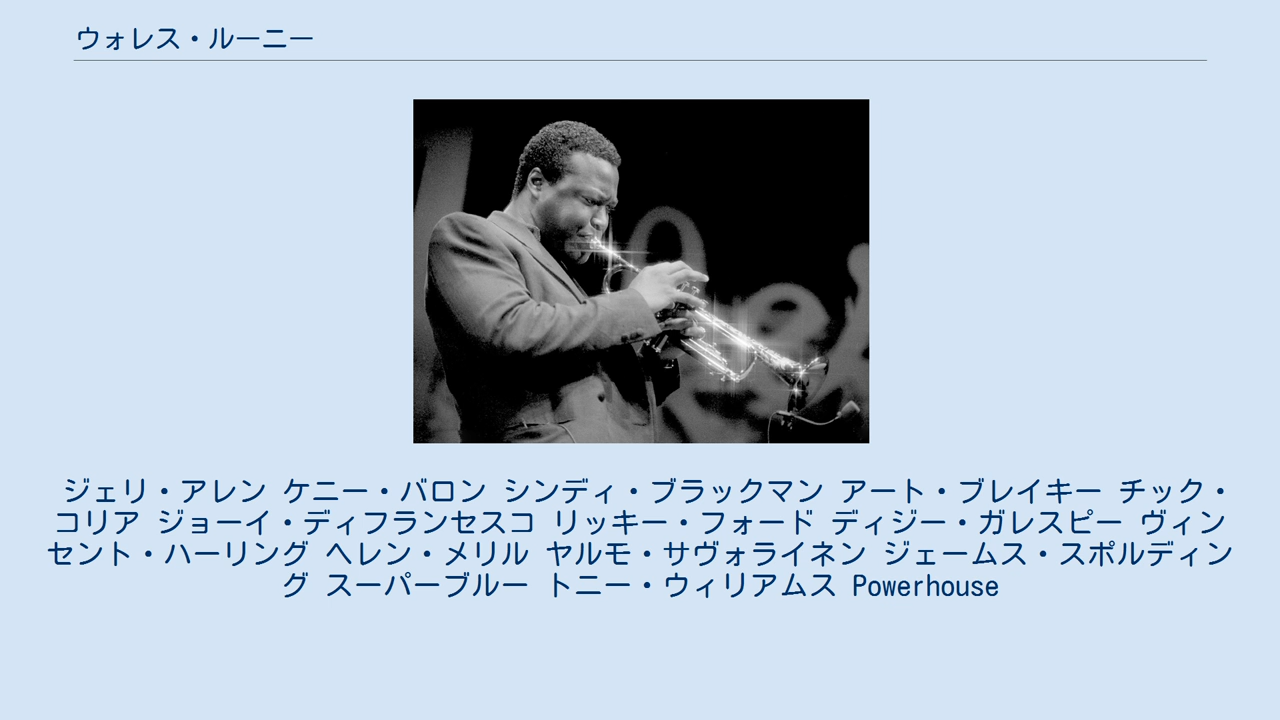 ウォレス・ルーニー
ジェリ・アレン ケニー・バロン シンディ・ブラックマン アート・ブレイキー チック・
コリア ジョーイ・ディフランセスコ リッキー・フォード ディジー・ガレスピー ヴィン
セント・ハーリング ヘレン・メリル ヤルモ・サヴォライネン ジェームス・スポルディン
グ スーパーブルー トニー・ウィリアムス Powerhouse